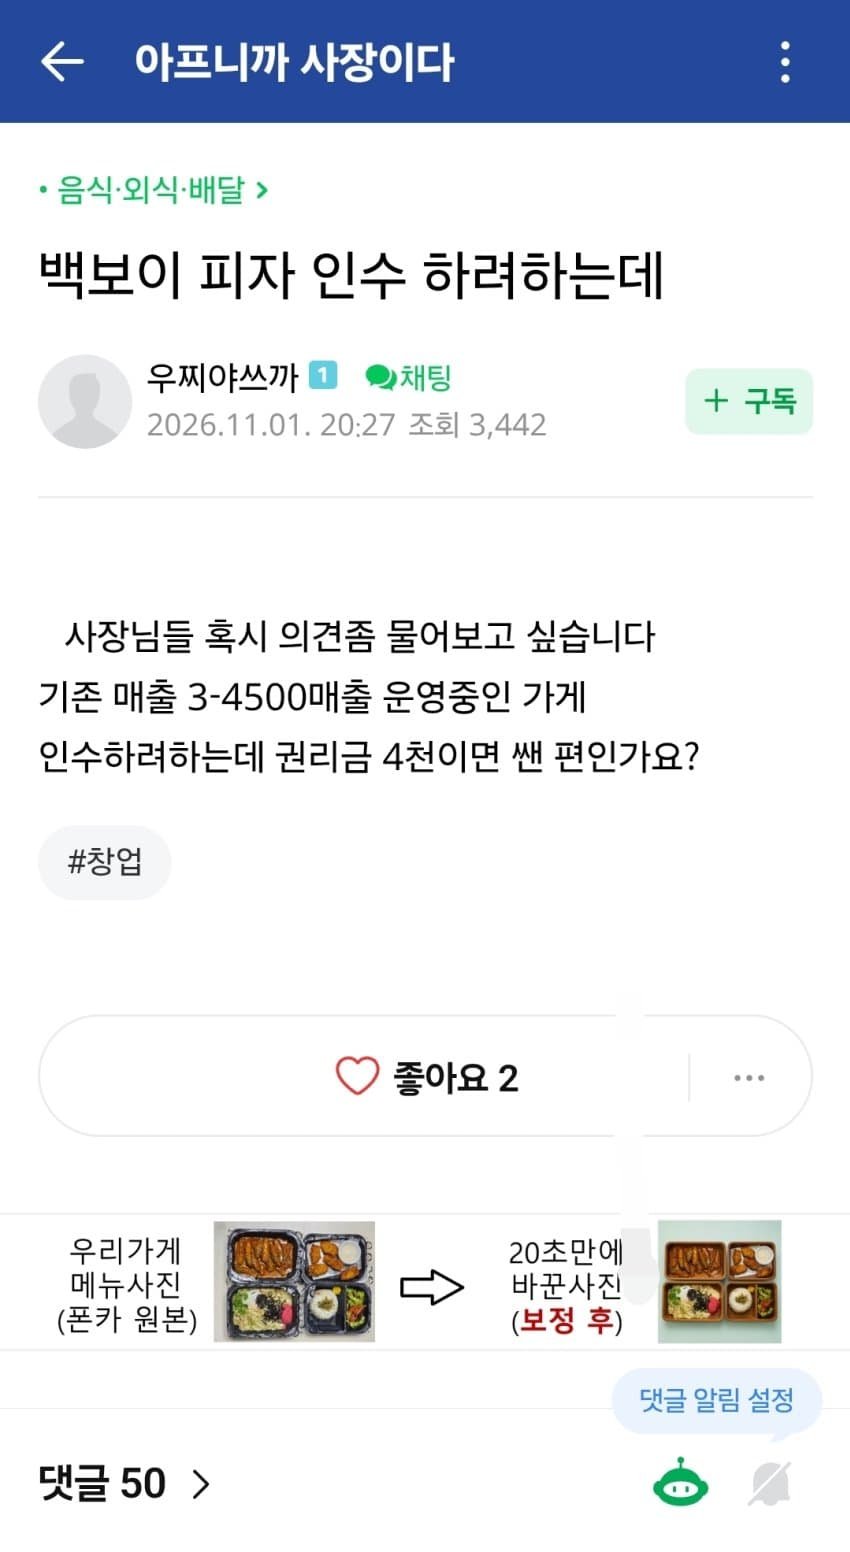 아프니까 사장이다
• 음식·외식·배달 >
백보이 피자 인수 하려하는데
우찌야쓰까 1 채팅
2026.11.01. 20:27 조회 3,442
+ 구독
사장님들 혹시 의견좀 물어보고 싶습니다
기존 매출 3-4500매출 운영중인 가게
인수하려하는데 권리금 4천이면 쌘 편인가요?
#창업
좋아요 2
우리가게
메뉴사진
(폰카 원본)
20초만에
바꾼사진
(보정 후)
댓글 알림 설정
댓글 50 >